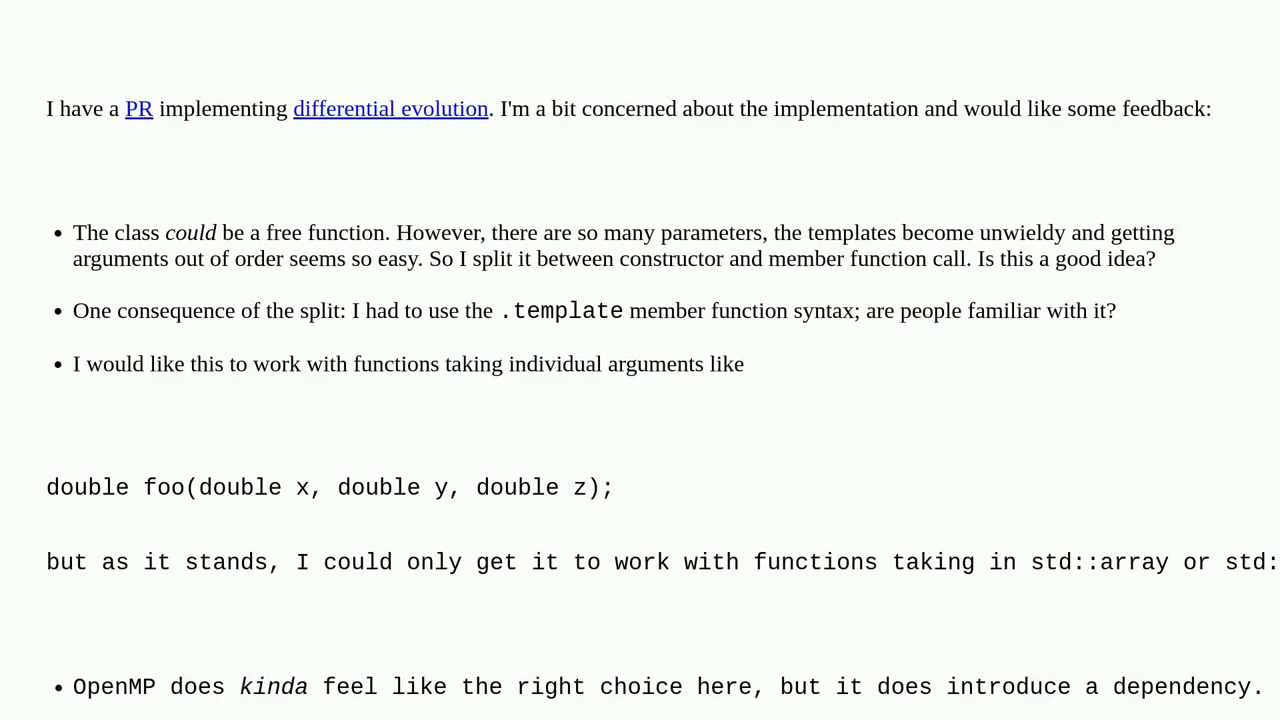 I have a PR implementing differential evolution. I'm a bit concerned about the implementation and would like some feedback:
The class could be a free function. However, there are so many parameters, the templates become unwieldy and getting
arguments out of order seems so easy. So I split it between constructor and member function call. Is this a good idea?
One consequence of the split: I had to use the .template member function syntax; are people familiar with it?
I would like this to work with functions taking individual arguments like
double foo(double x, double y, double z);
but as it stands, I could only get it to work with functions taking in std::array or std:
OpenMP does kinda feel like the right choice here, but it does introduce a dependency.